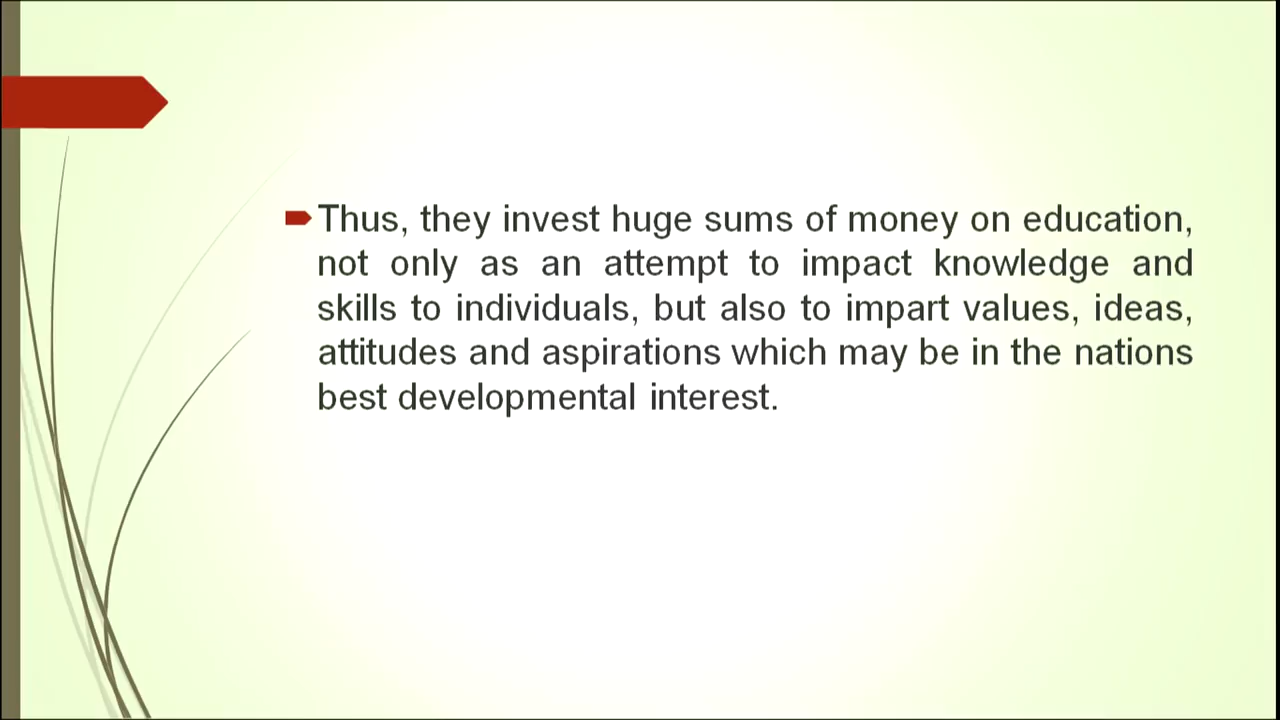 Thus, they invest huge sums of money on education,
not only as an attempt to impact knowledge and
skills to individuals, but also to impart values, ideas,
attitudes and aspirations which may be in the nations
best developmental interest.